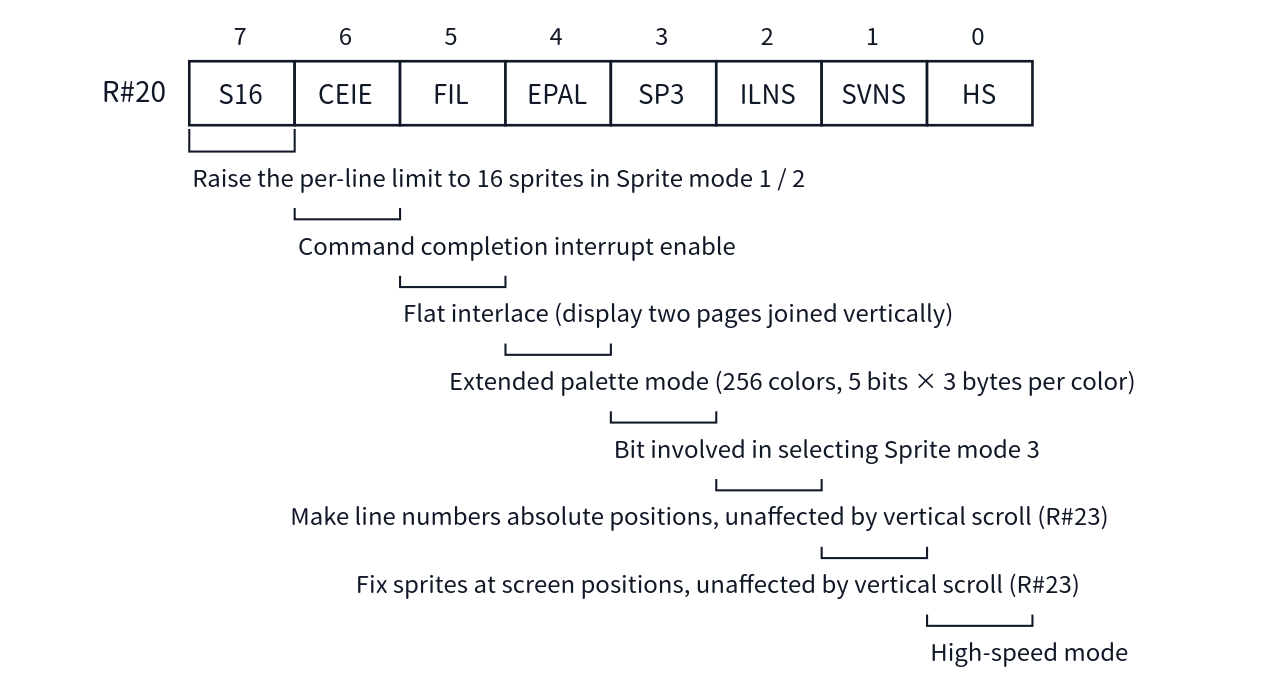 7 6 5 4 3 2 1 0
R#20 S16 CEIE FIL EPAL SP3 ILNS SVNS HS
Raise the per-line limit to 16 sprites in Sprite mode 1 / 2
Command completion interrupt enable
Flat interlace (display two pages joined vertically)
Extended palette mode (256 colors, 5 bits × 3 bytes per color)
Bit involved in selecting Sprite mode 3
Make line numbers absolute positions, unaffected by vertical scroll (R#23)
Fix sprites at screen positions, unaffected by vertical scroll (R#23)
High-speed mode